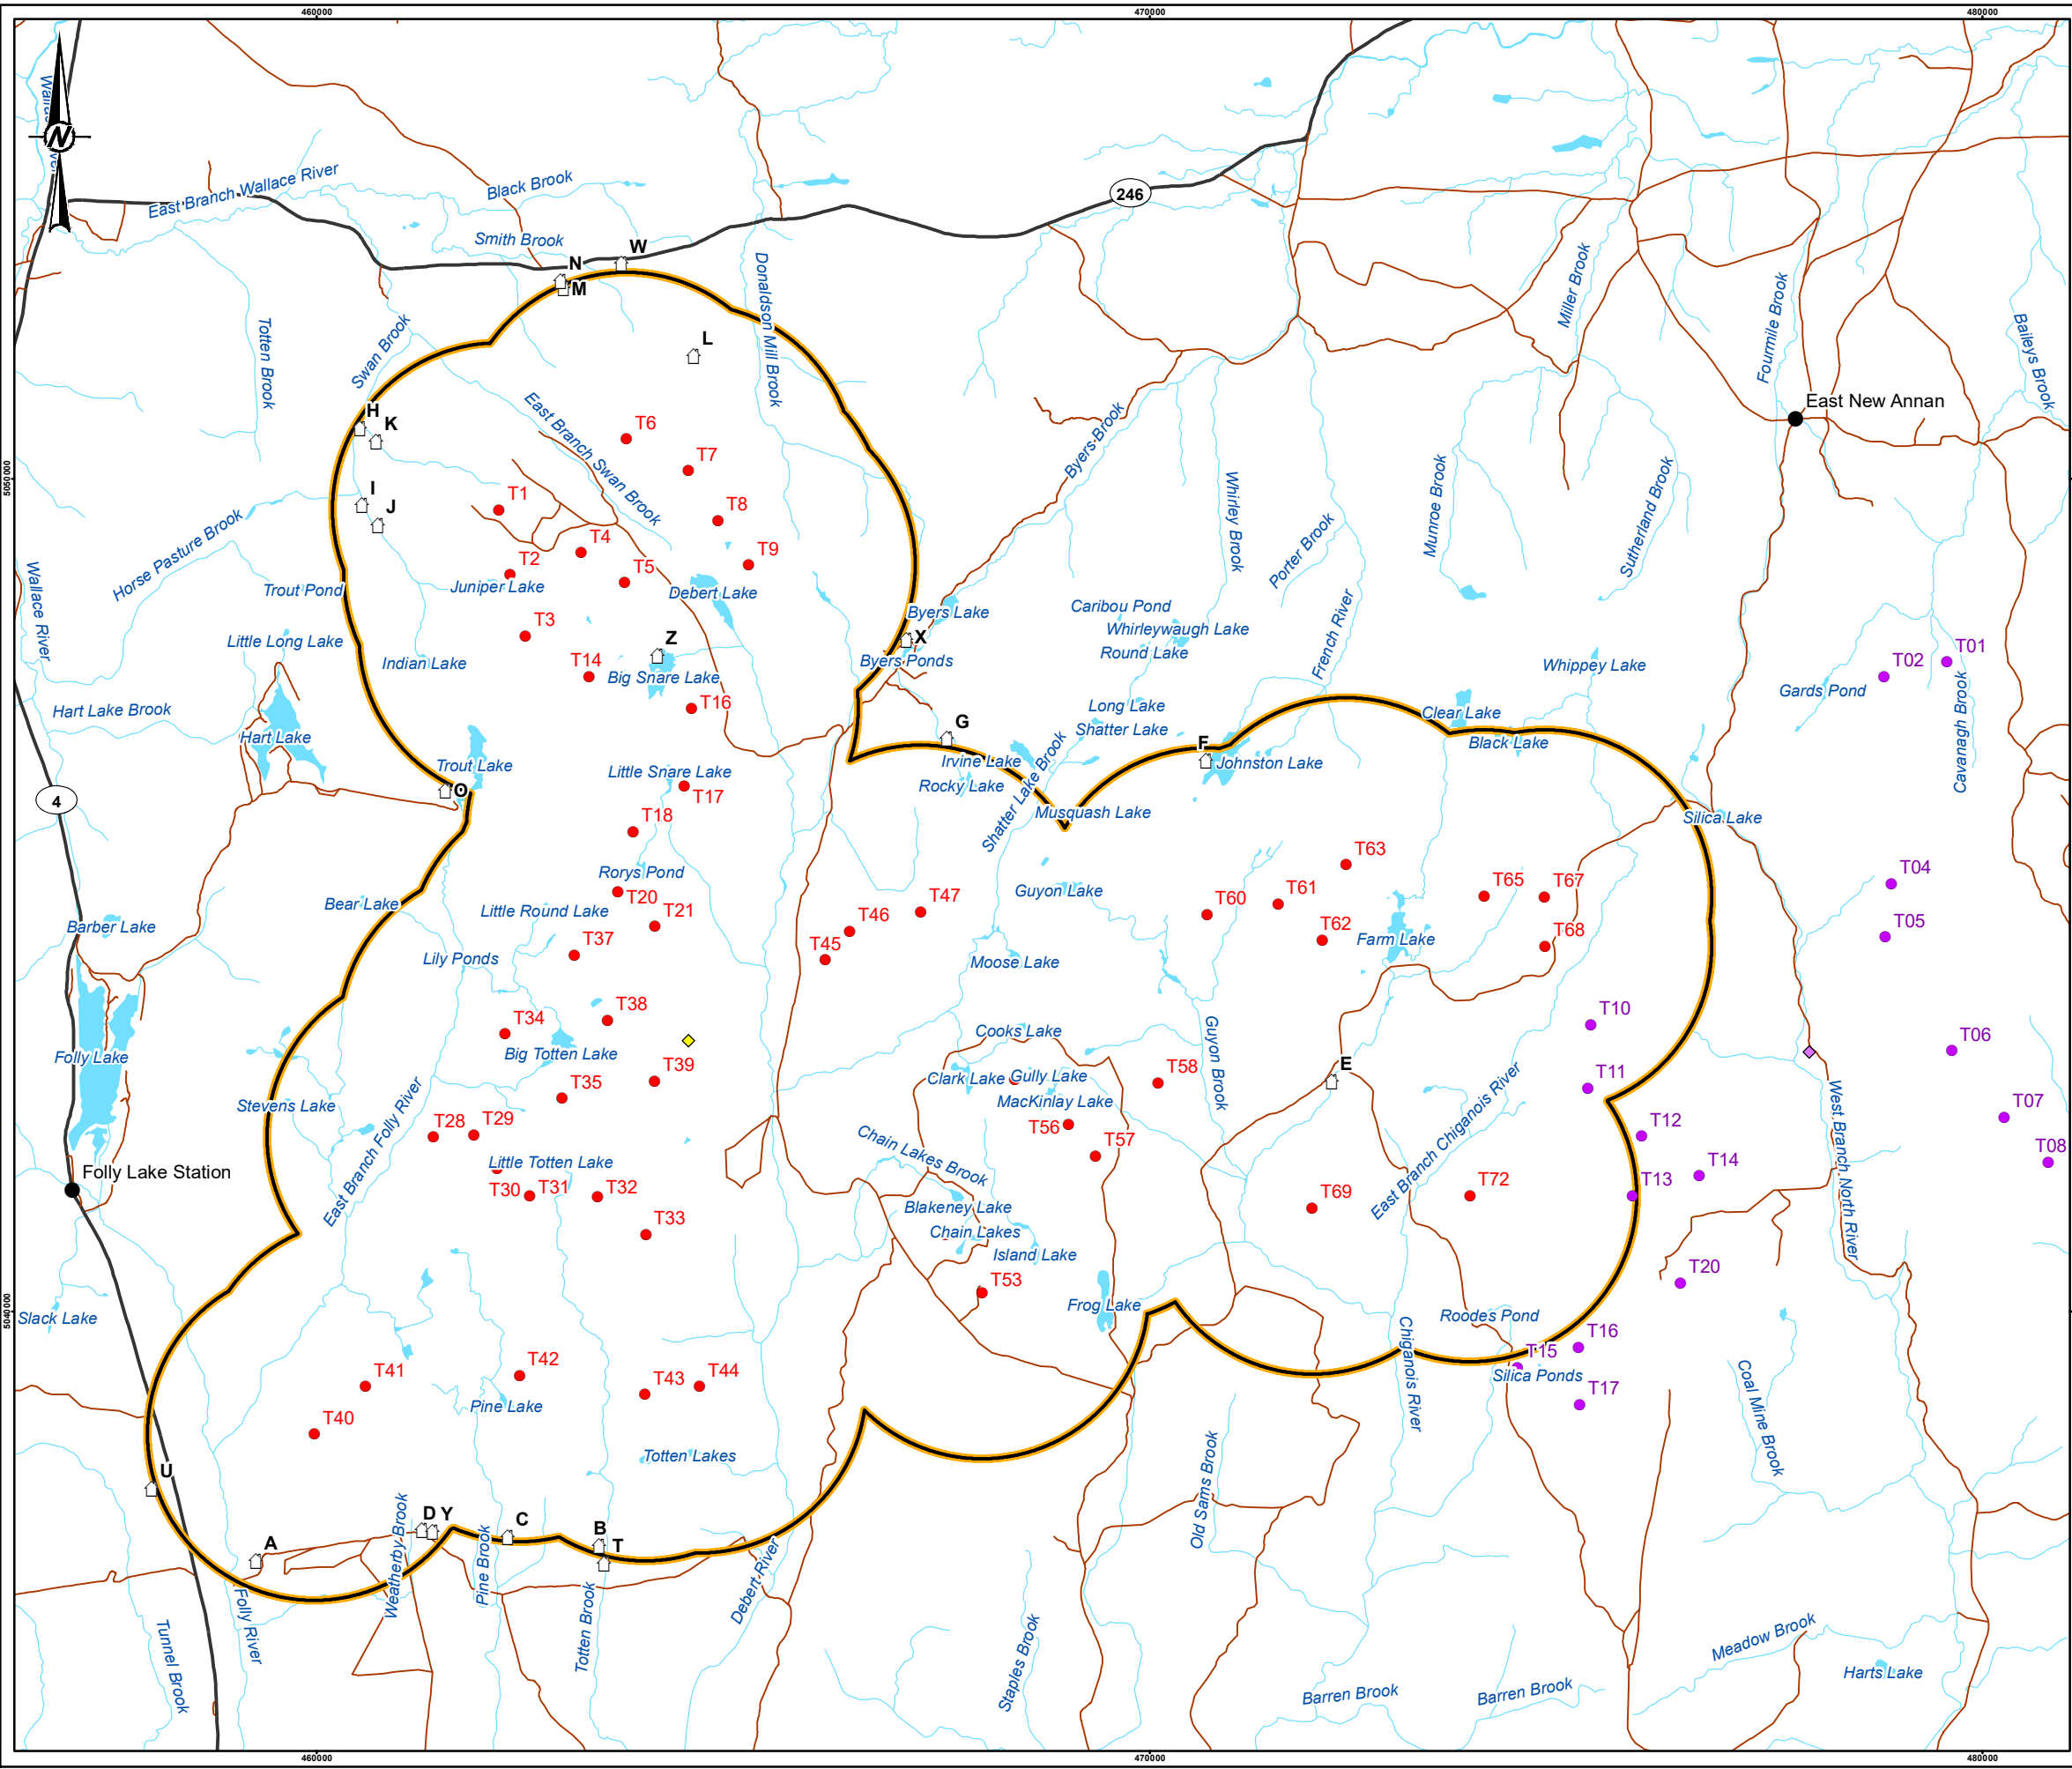 460000
470000
480000
Wallace River
N
East Branch Wallace River
Black Brook
246
Smith Brook
N
W
M
Donaldson Mill Brook
Miller Brook
Fourmile Brook
Baileys Brook
Totten Brook
Swan Brook
L
East New Annan
H
K
East Branch Swan Brook
T6
Byers Brook
5050000
T7
Whirley Brook
Munroe Brook
Sutherland Brook
I
J
T1
T8
Horse Pasture Brook
T4
Porter Brook
T2
T5
T9
Wallace River
Trout Pond
Juniper Lake
Debert Lake
French River
Byers Lake
Caribou Pond
Whirleywaugh Lake
Round Lake
Little Long Lake
T3
Z
X
T01
T02
Indian Lake
T14
Big Snare Lake
Byers Ponds
Whippey Lake
Gards Pond
Cavanagh Brook
Hart Lake Brook
T16
Long Lake
Shatter Lake
Clear Lake
Black Lake
Hart Lake
G
F
Trout Lake
Little Snare Lake
Irvine Lake
Johnston Lake
Rocky Lake
Shatter Lake Brook
4
O
T17
Musquash Lake
Silica Lake
T18
T63
Rorys Pond
T20
Guyon Lake
T61
T65
T67
T04
Bear Lake
Little Round Lake
T21
T47
T60
Barber Lake
T46
T62
Farm Lake
T68
T05
Lily Ponds
T37
T45
Moose Lake
T38
T34
Cooks Lake
T10
Folly Lake
Big Totten Lake
T39
T58
Guyon Brook
E
T06
Clark Lake
Gully Lake
T35
MacKinlay Lake
T11
Stevens Lake
East Branch Folly River
T28
T29
T56
T57
East Branch Chiganois River
T12
T07
West Branch North River
Chain Lakes Brook
T08
Folly Lake Station
Little Totten Lake
T14
T30
T31
T32
T72
T13
T69
T33
Blakeney Lake
Chain Lakes
Island Lake
T53
T20
5040000
Slack Lake
Frog Lake
Roodes Pond
T16
T15
T41
T42
T43
T44
Silica Ponds
Chiganois River
Coal Mine Brook
T17
Pine Lake
T40
Totten Lakes
U
Old Sams Brook
D
Y
C
B
T
A
Weatherby Brook
Pine Brook
Debert River
Folly River
Totten Brook
Tunnel Brook
Staples Brook
Meadow Brook
Harts Lake
Barren Brook
Barren Brook
460000
470000
480000